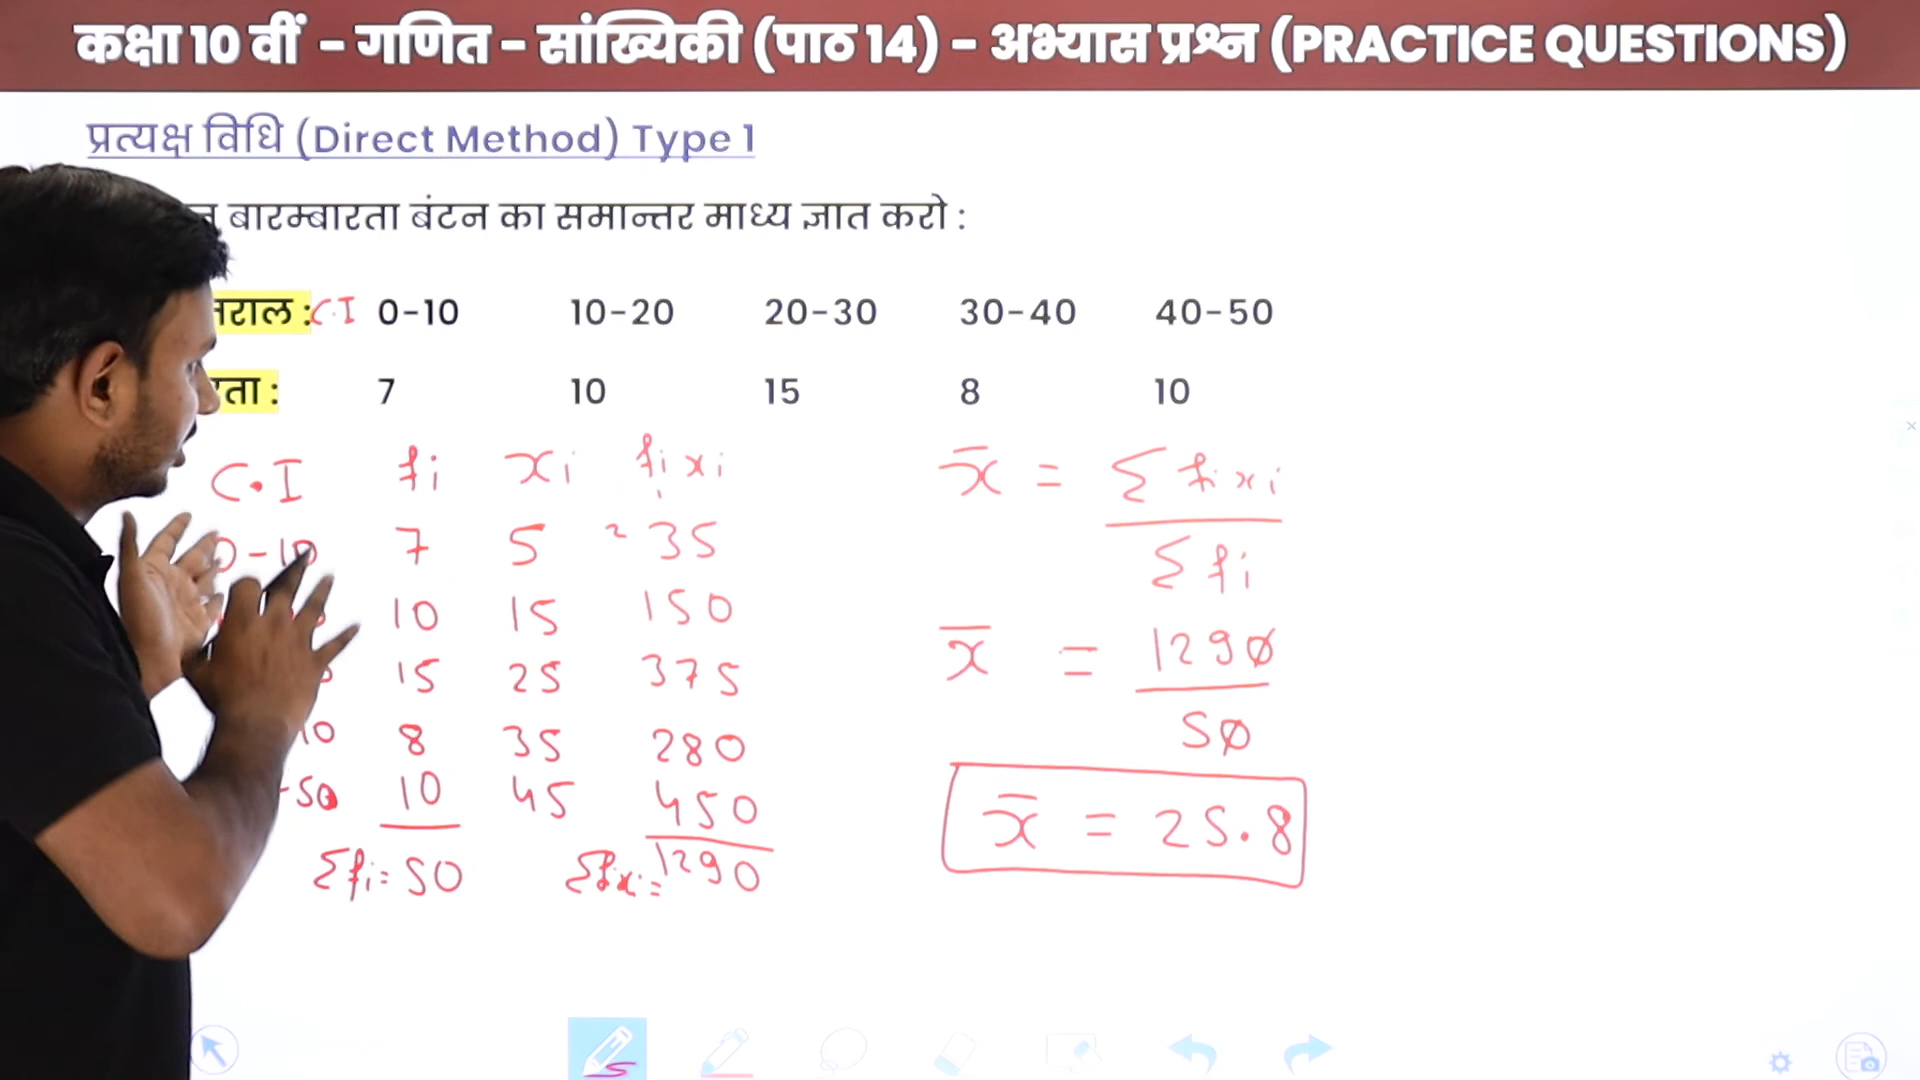 कक्षा 10 वीं - गणित - सांख्यिकी (पाठ 14) - अभ्यास प्रश्न (PRACTICE QUESTIONS)
प्रत्यक्ष विधि (Direct Method) Type 1
बारम्बारता बंटन का समान्तर माध्य ज्ञात करो :
C.I 0-10 10-20 20-30 30-40 40-50
7 10 15 8 10
C.I fi xi fixi
0-10 7 5 35
10 15 150
15 25 375
8 35 280
-50 10 45 450
Σfi = 50 Σfixi = 1290
x̄ = Σfixi / Σfi
x̄ = 1290 / 50
x̄ = 25.8